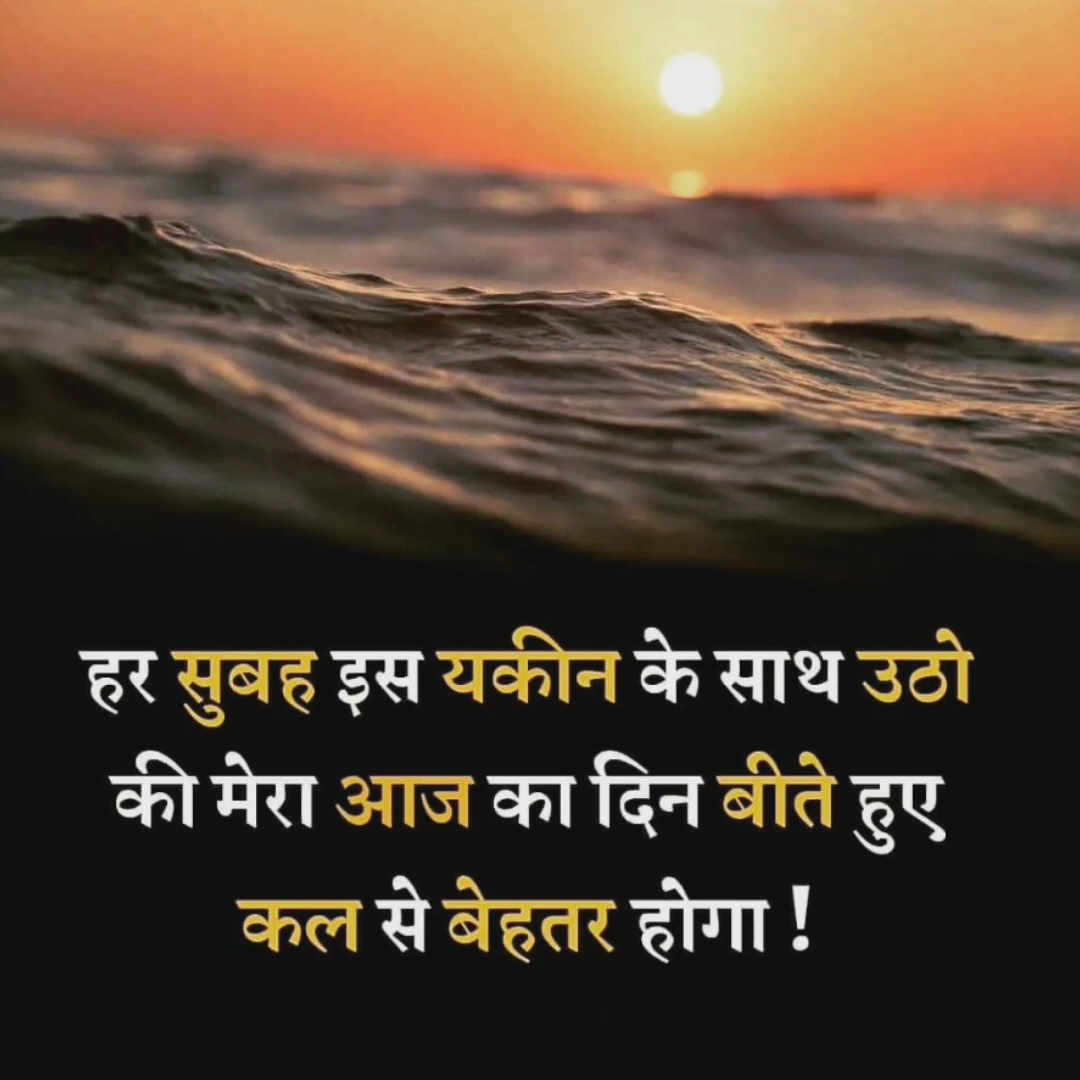 हर सुबह इस यकीन के साथ उठो
की मेरा आज का दिन बीते हुए
कल से बेहतर होगा !